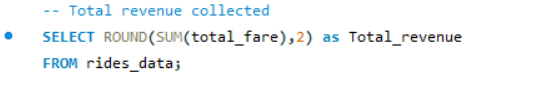 -- Total revenue collected
SELECT ROUND(SUM(total_fare),2) as Total_revenue
FROM rides_data;